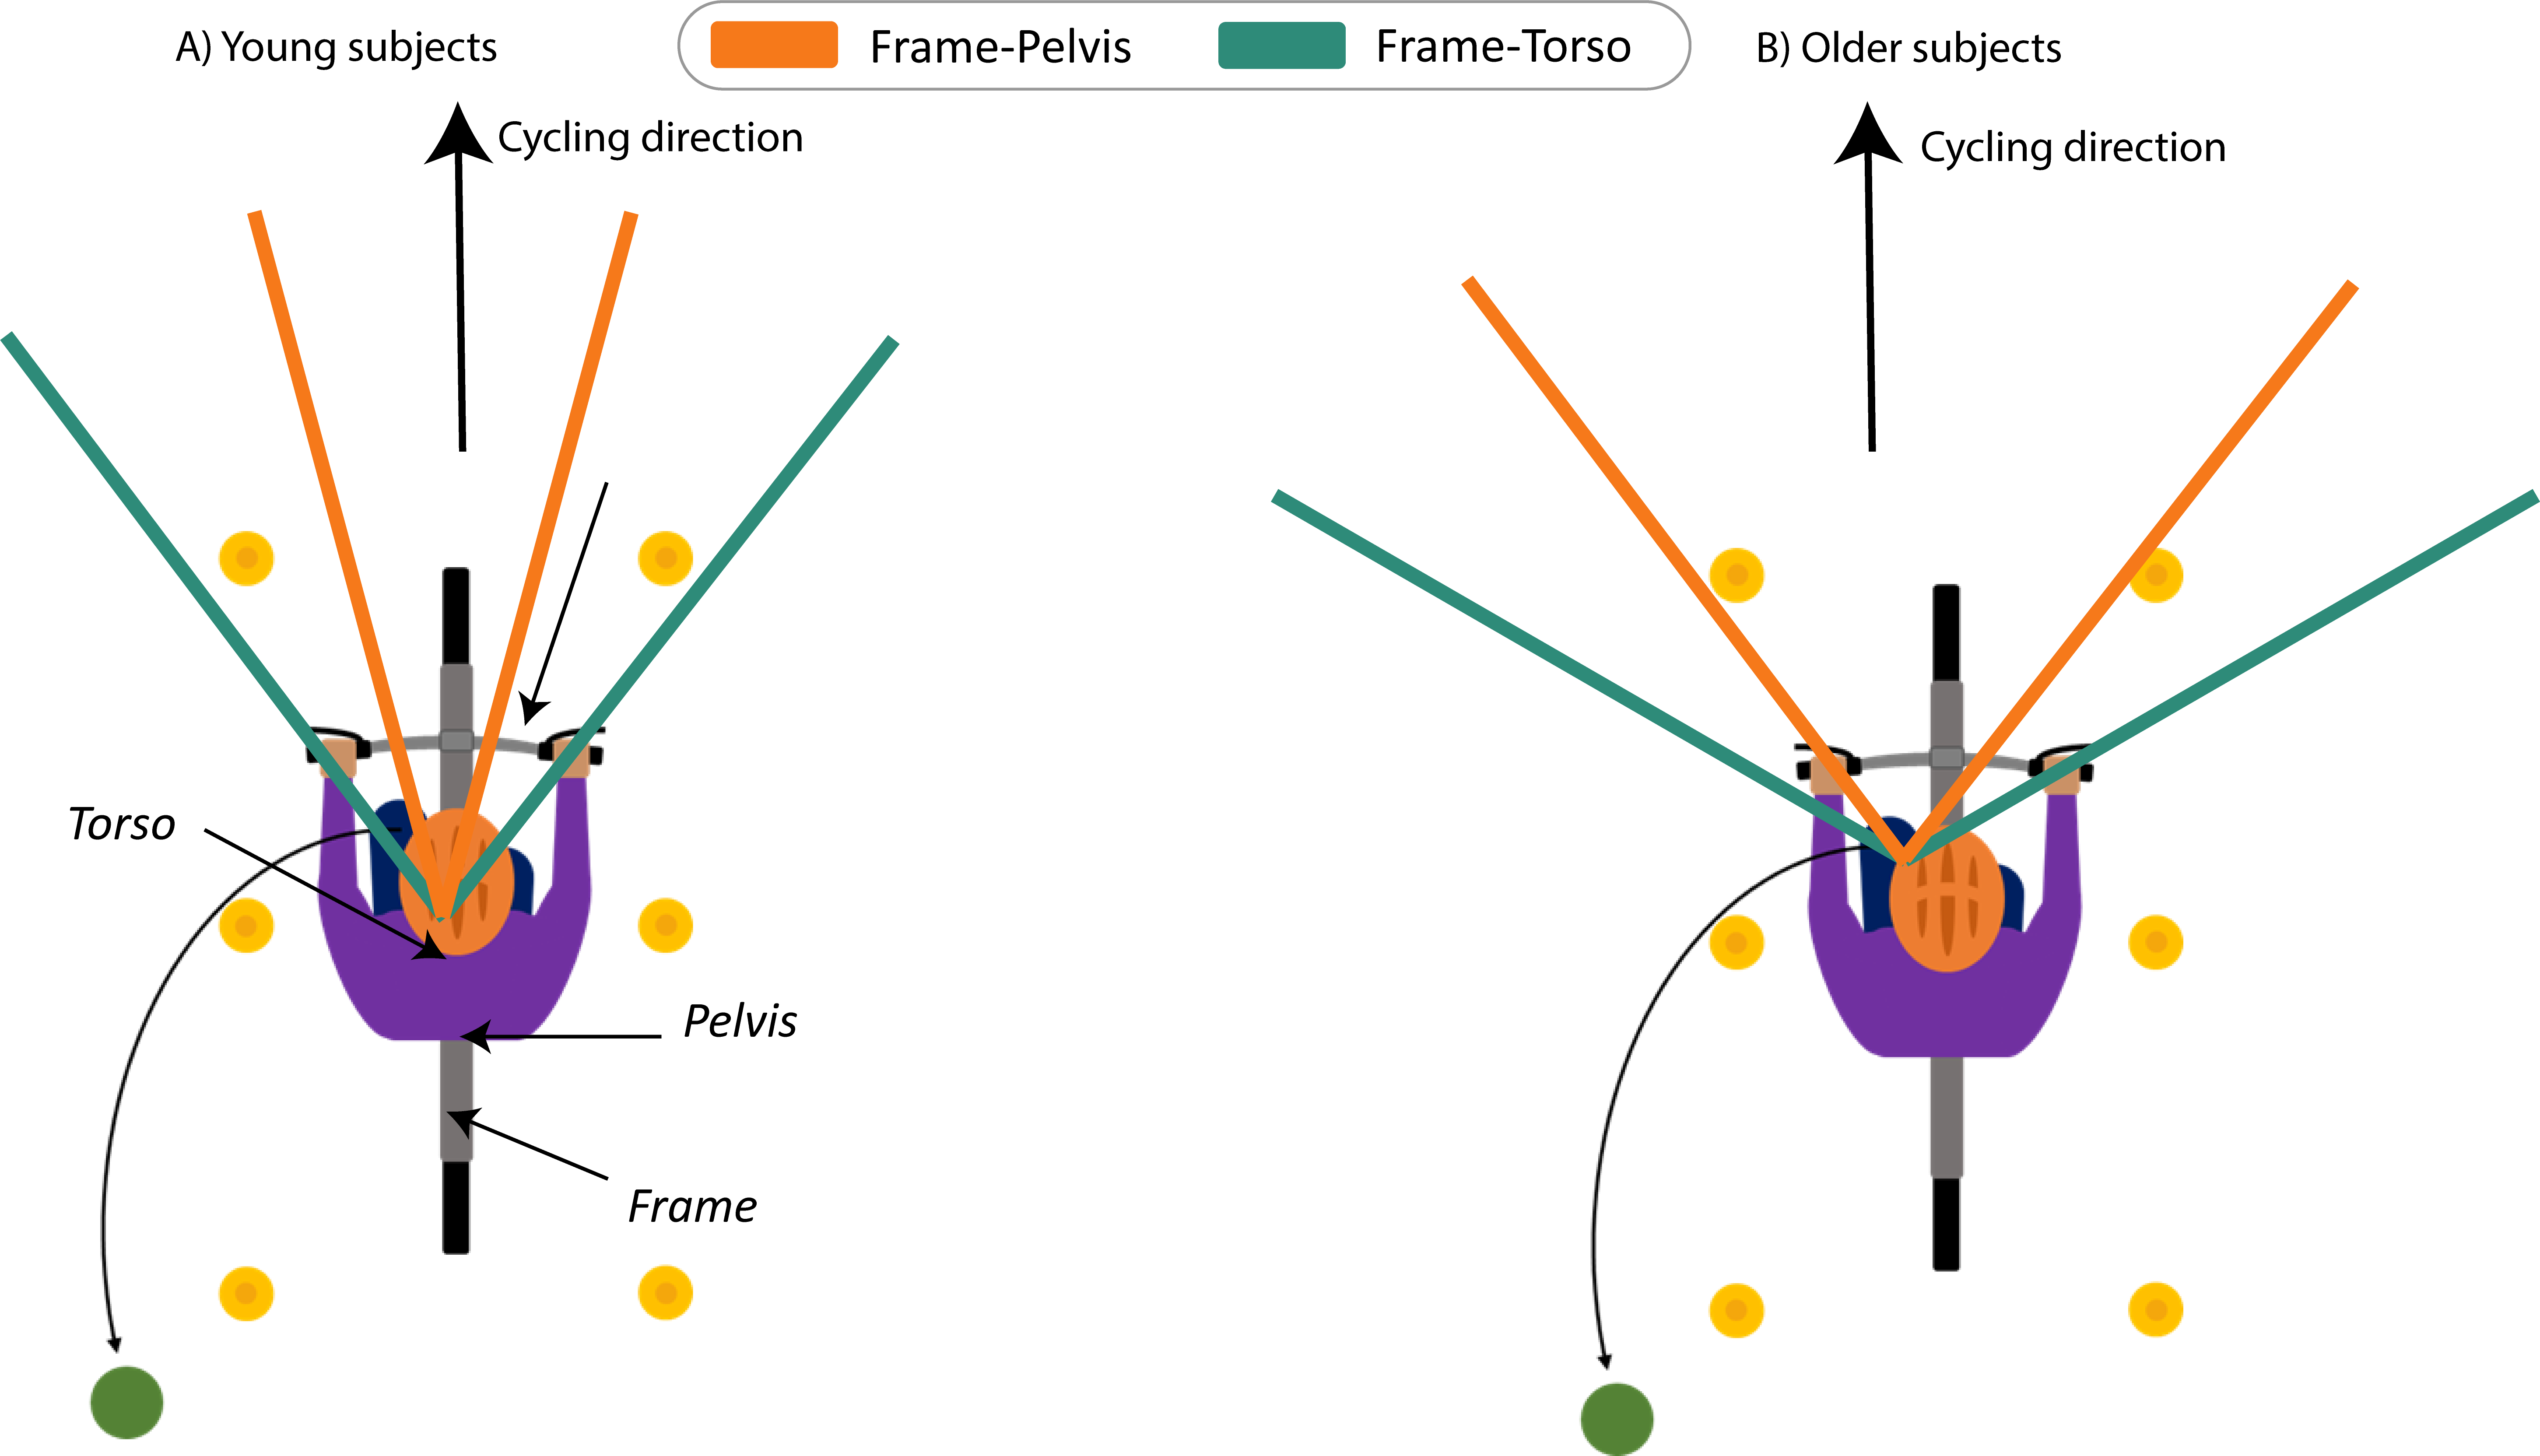 A) Young subjects
Frame-Pelvis
Frame-Torso
B) Older subjects
Cycling direction
Cycling direction
Torso
Pelvis
Frame